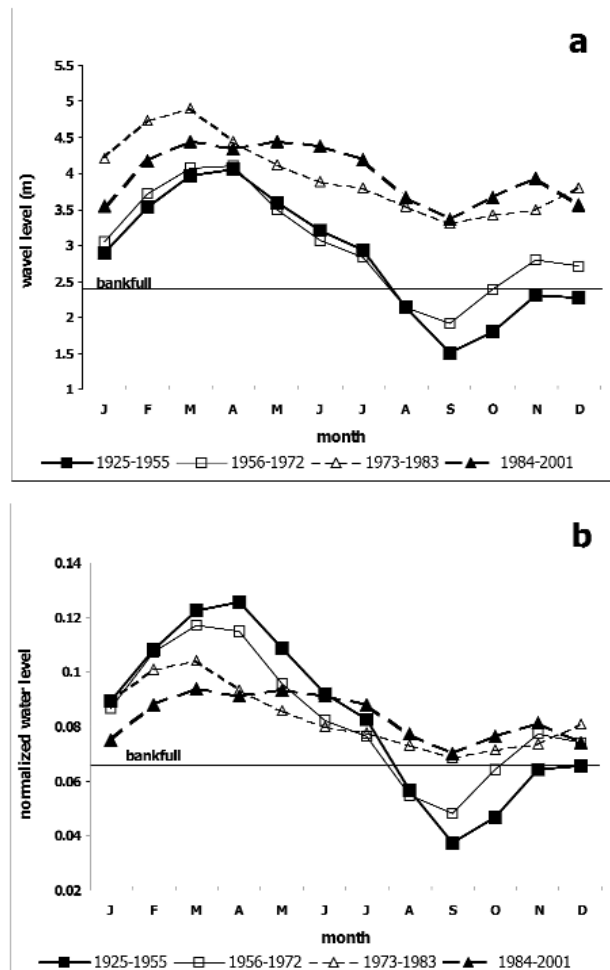 a
5.5
5
4.5
4
3.5
3
2.5
2
1.5
1
wavel level (m)
bankfull
J F M A M J J A S O N D
month
1925-1955 1956-1972 1973-1983 1984-2001
b
0.14
0.12
0.1
0.08
0.06
0.04
0.02
normalized water level
bankfull
J F M A M J J A S O N D
month
1925-1955 1956-1972 1973-1983 1984-2001